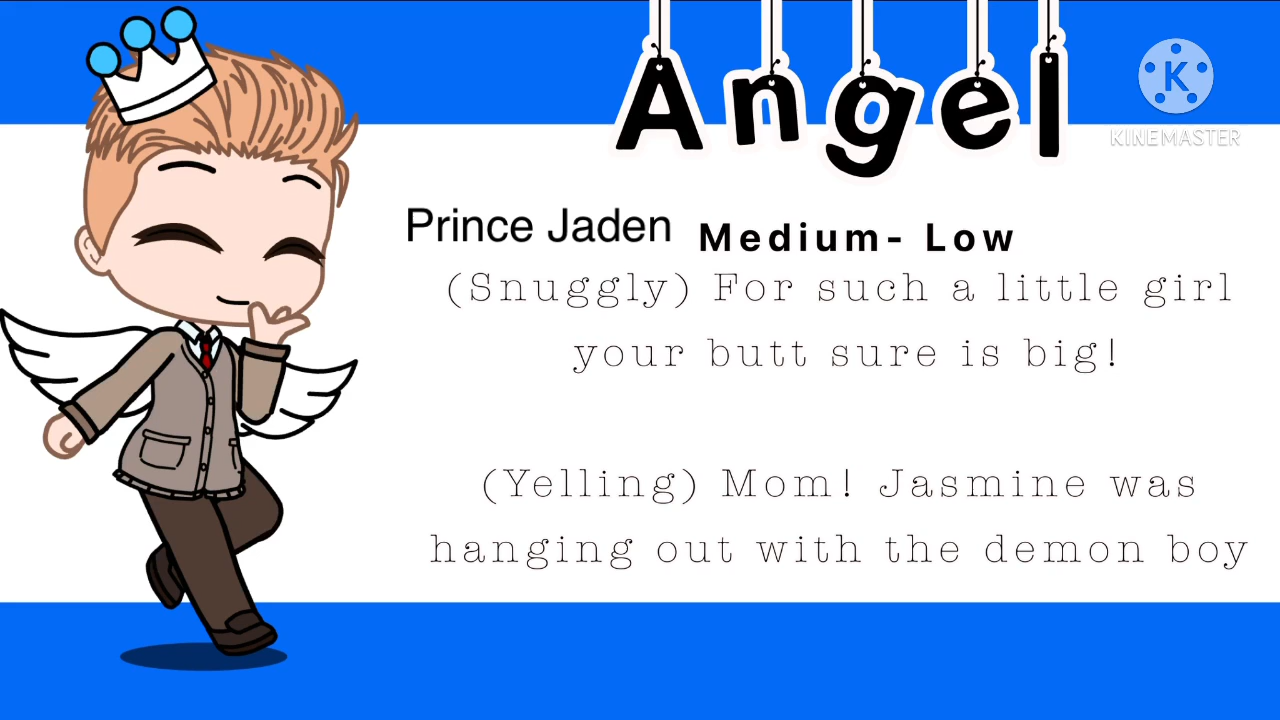 Angel
K
KINEMASTER
Prince Jaden Medium- Low
(Snuggly) For such a little girl
your butt sure is big!
(Yelling) Mom! Jasmine was
hanging out with the demon boy